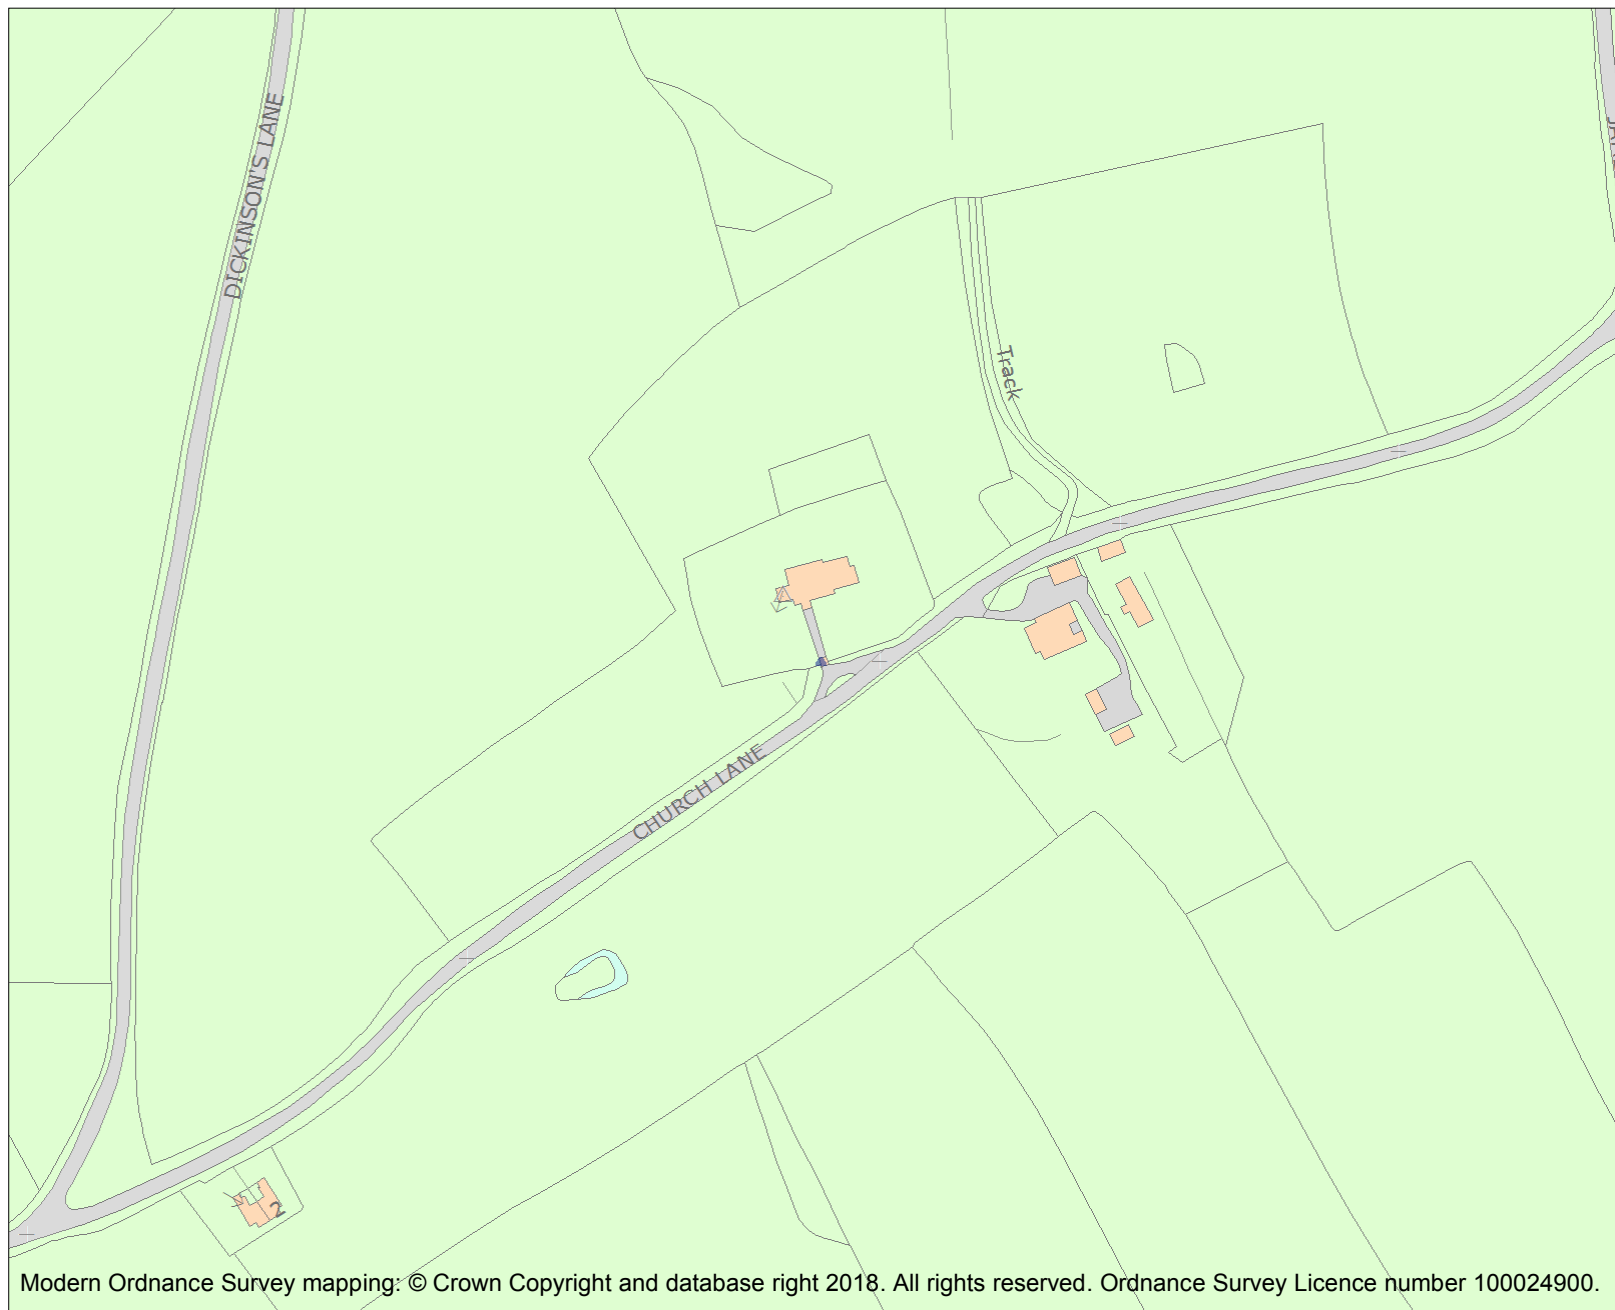 DICKINSON'S LANE
Track
CHURCH LANE
2
Modern Ordnance Survey mapping: © Crown Copyright and database right 2018. All rights reserved. Ordnance Survey Licence number 100024900.